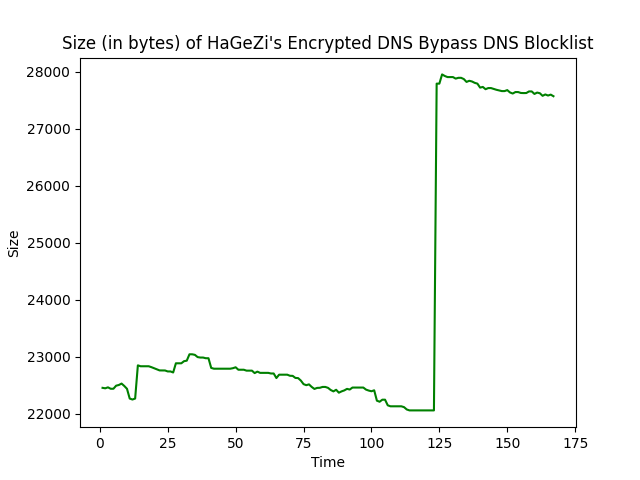 Size (in bytes) of HaGeZi's Encrypted DNS Bypass DNS Blocklist
28000
27000
26000
25000
24000
23000
22000
Size
0 25 50 75 100 125 150 175
Time